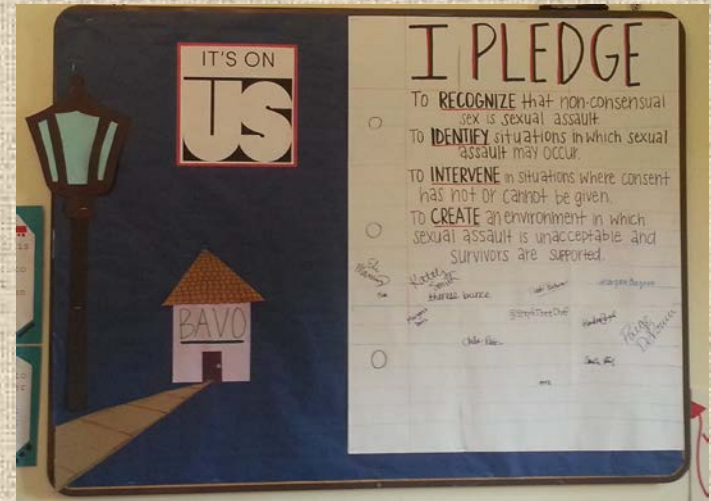 IT'S ON
US
I PLEDGE
To RECOGNIZE that non-consensual
sex is sexual assault.
To IDENTIFY situations in which sexual
assault may occur.
To INTERVENE in situations where consent
has not or cannot be given.
To CREATE an environment in which
sexual assault is unacceptable and
survivors are supported.
therese bance
BAVO